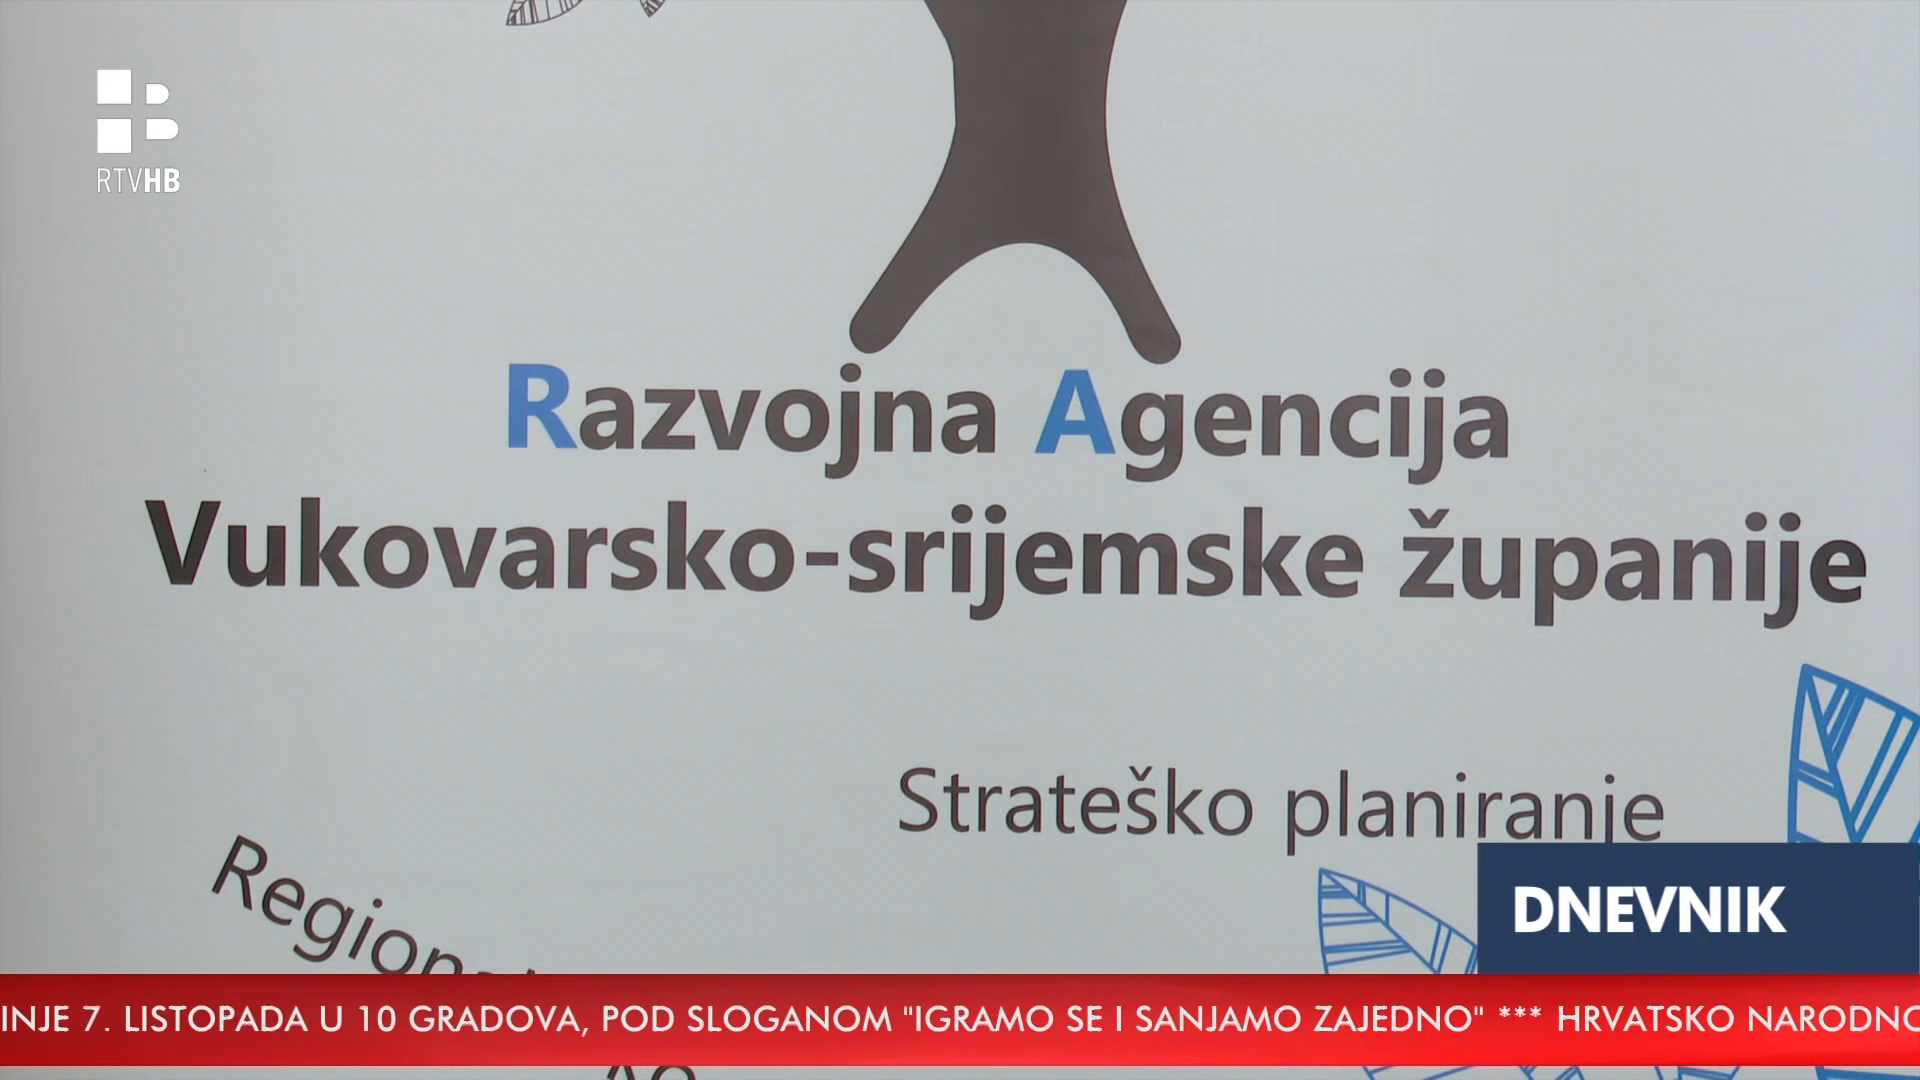 RTVHB
Razvojna Agencija
Vukovarsko-srijemske županije
Strateško planiranje
DNEVNIK
INJE 7. LISTOPADA U 10 GRADOVA, POD SLOGANOM "IGRAMO SE I SANJAMO ZAJEDNO" *** HRVATSKO NARODNO